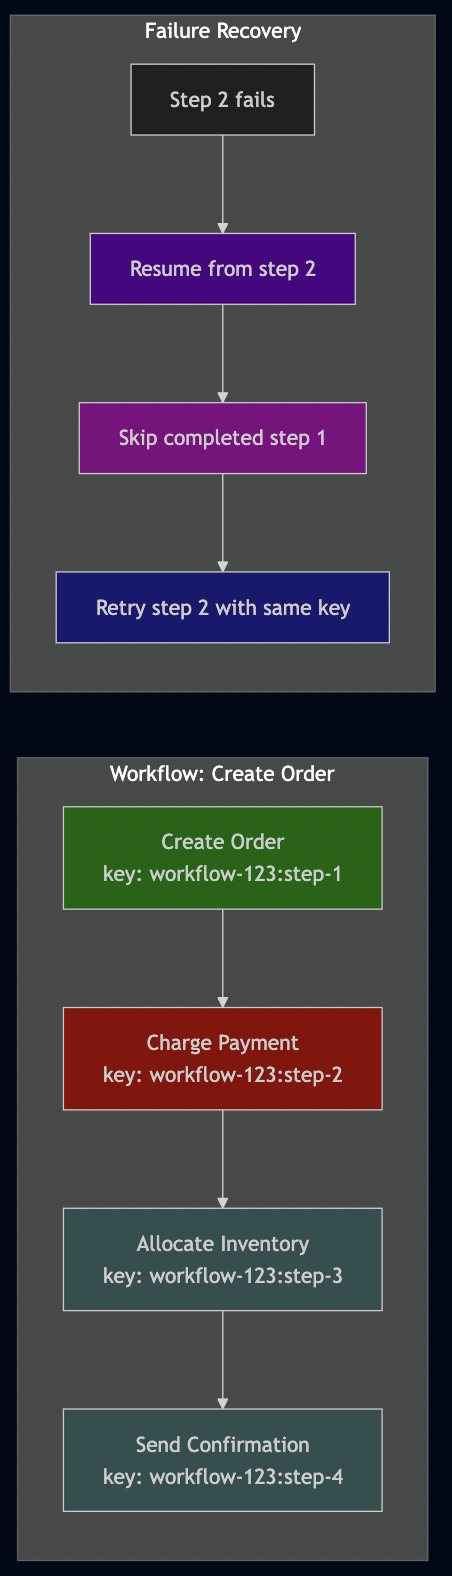 Failure Recovery
Step 2 fails
Resume from step 2
Skip completed step 1
Retry step 2 with same key
Workflow: Create Order
Create Order
key: workflow-123:step-1
Charge Payment
key: workflow-123:step-2
Allocate Inventory
key: workflow-123:step-3
Send Confirmation
key: workflow-123:step-4